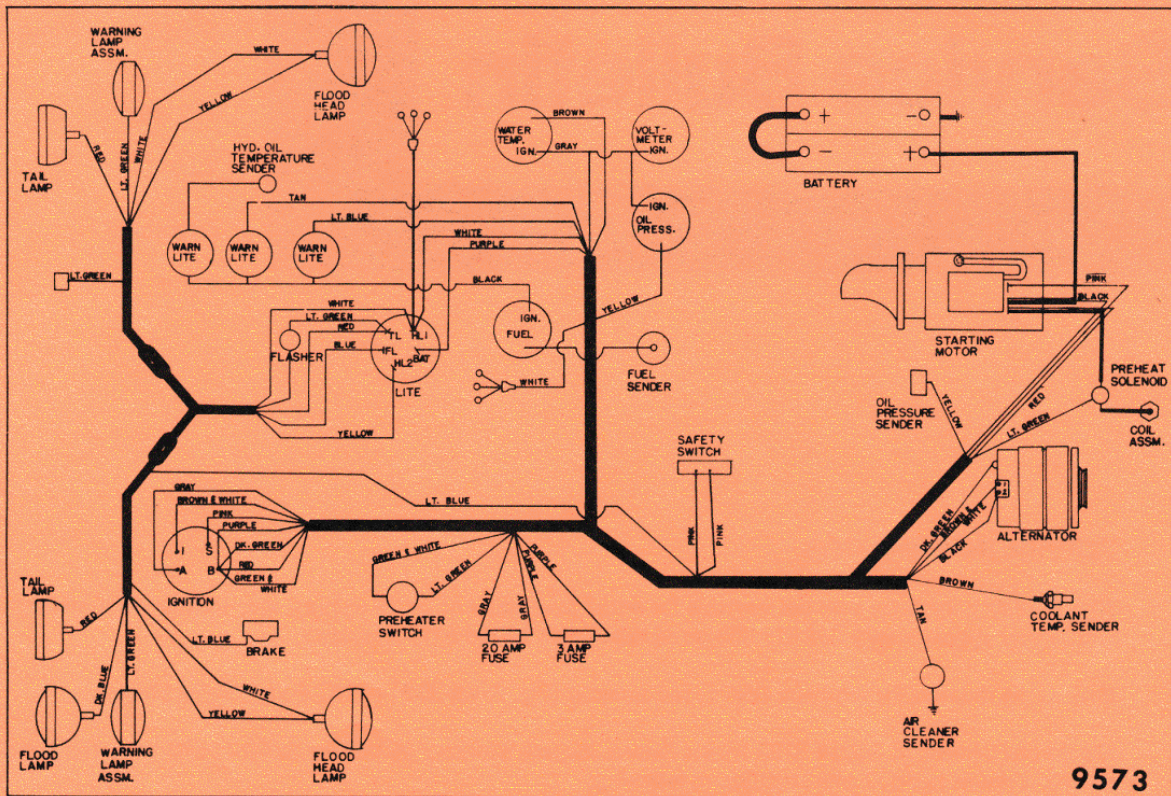 WARNING
LAMP
ASSM.
WHITE
YELLOW
FLOOD
HEAD
LAMP
TAIL
LAMP
RED
LT. GREEN
WHITE
HYD. OIL
TEMPERATURE
SENDER
BROWN
WATER
TEMP.
IGN.
GRAY
VOLT-
METER
IGN.
+
-
-
+
BATTERY
TAN
LT. BLUE
WHITE
PURPLE
IGN.
OIL
PRESS.
WARN
LITE
WARN
LITE
WARN
LITE
LT. GREEN
BLACK
WHITE
LT. GREEN
RED
BLUE
FLASHER
TL
HL1
FL
BAT
HL2
LITE
YELLOW
IGN.
FUEL
YELLOW
WHITE
FUEL
SENDER
PINK
BLACK
STARTING
MOTOR
PREHEAT
SOLENOID
COIL
ASSM.
OIL
PRESSURE
SENDER
YELLOW
RED
LT. GREEN
SAFETY
SWITCH
PINK
PINK
LT. BLUE
GRAY
BROWN & WHITE
PINK
PURPLE
DK. GREEN
RED
GREEN &
WHITE
I
S
A
B
IGNITION
GREEN & WHITE
LT. GREEN
PREHEATER
SWITCH
GRAY
GRAY
PURPLE
PURPLE
20 AMP
FUSE
3 AMP
FUSE
DK. GREEN
BROWN &
WHITE
BLACK
ALTERNATOR
BROWN
COOLANT
TEMP. SENDER
TAN
AIR
CLEANER
SENDER
TAIL
LAMP
RED
DK. BLUE
LT. GREEN
LT. BLUE
BRAKE
WHITE
YELLOW
FLOOD
LAMP
WARNING
LAMP
ASSM.
FLOOD
HEAD
LAMP
9573